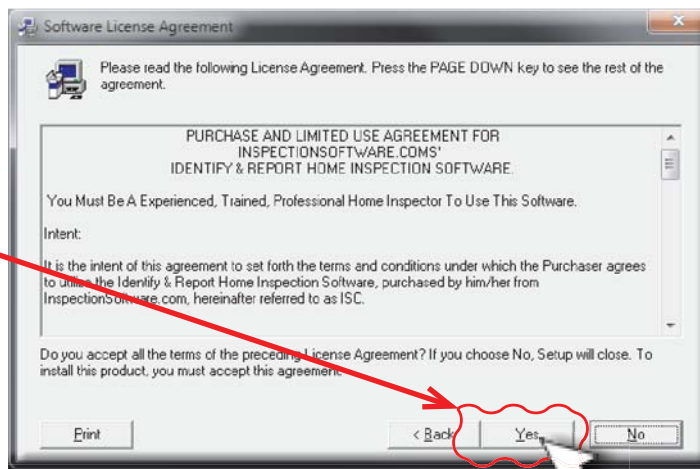 Software License Agreement
Please read the following License Agreement. Press the PAGE DOWN key to see the rest of the
agreement.
PURCHASE AND LIMITED USE AGREEMENT FOR
INSPECTIONSOFTWARE.COMS'
IDENTIFY & REPORT HOME INSPECTION SOFTWARE.
You Must Be A Experienced, Trained, Professional Home Inspector To Use This Software.
Intent:
It is the intent of this agreement to set forth the terms and conditions under which the Purchaser agrees
to utilize the Identify & Report Home Inspection Software, purchased by him/her from
InspectionSoftware.com, hereinafter referred to as ISC.
Do you accept all the terms of the preceding License Agreement? If you choose No, Setup will close. To
install this product, you must accept this agreement.
Print
< Back
Yes
No